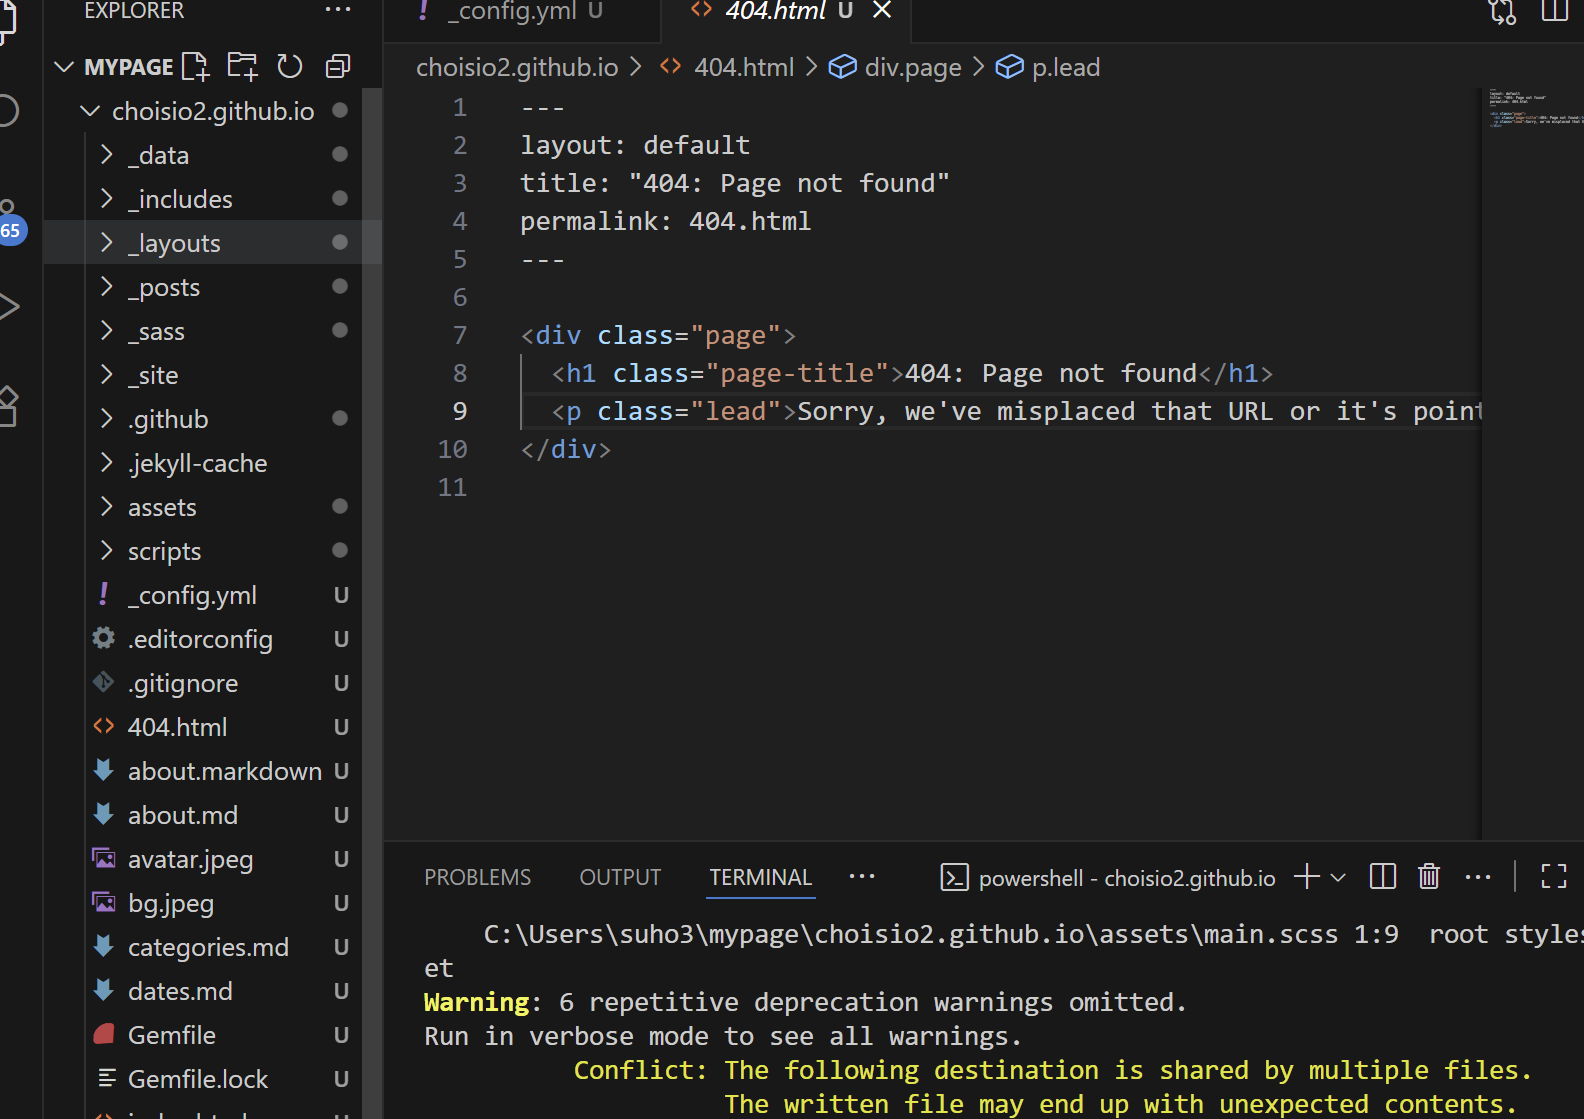 EXPLORER
MYPAGE
choisio2.github.io
_data
_includes
_layouts
_posts
_sass
_site
.github
.jekyll-cache
assets
scripts
_config.yml U
.editorconfig U
.gitignore U
404.html U
about.markdown U
about.md U
avatar.jpeg U
bg.jpeg U
categories.md U
dates.md U
Gemfile U
Gemfile.lock U
65
_config.yml U
404.html U
choisio2.github.io > 404.html > div.page > p.lead
1 ---
2 layout: default
3 title: "404: Page not found"
4 permalink: 404.html
5 ---
6
7 <div class="page">
8 <h1 class="page-title">404: Page not found</h1>
9 <p class="lead">Sorry, we've misplaced that URL or it's point
10 </div>
11
PROBLEMS OUTPUT TERMINAL ··· powershell - choisio2.github.io
C:\Users\suho3\mypage\choisio2.github.io\assets\main.scss 1:9 root styles
et
Warning: 6 repetitive deprecation warnings omitted.
Run in verbose mode to see all warnings.
Conflict: The following destination is shared by multiple files.
The written file may end up with unexpected contents.